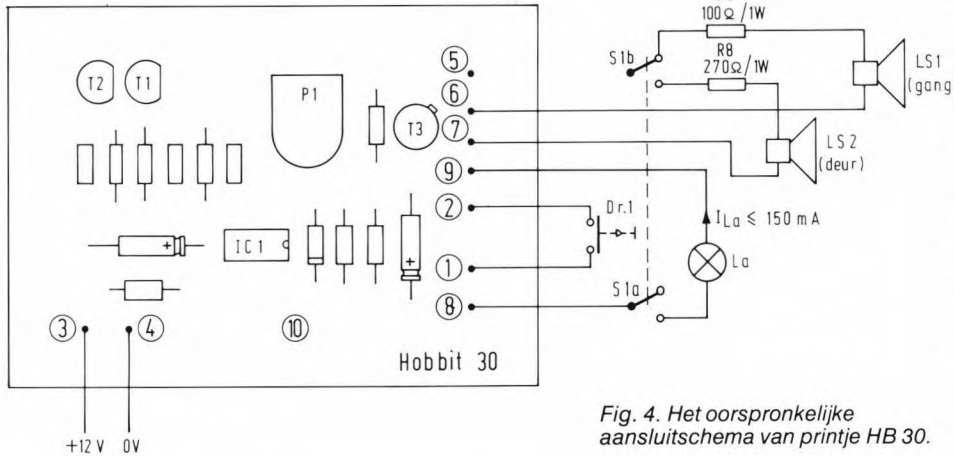 100Ω/1W
S1b
R8
270Ω/1W
LS1
(gang
LS2
(deur)
T2
T1
P1
T3
5
6
7
9
2
1
8
Dr.1
I La ⩽ 150 mA
La
S1a
IC1
+
+
3
4
10
Hobbit 30
+12 V
0V
Fig. 4. Het oorspronkelijke
aansluitschema van printje HB 30.